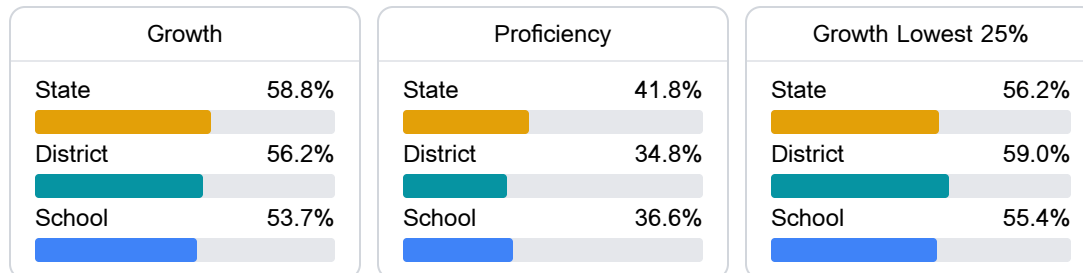 Growth
State 58.8%
District 56.2%
School 53.7%
Proficiency
State 41.8%
District 34.8%
School 36.6%
Growth Lowest 25%
State 56.2%
District 59.0%
School 55.4%